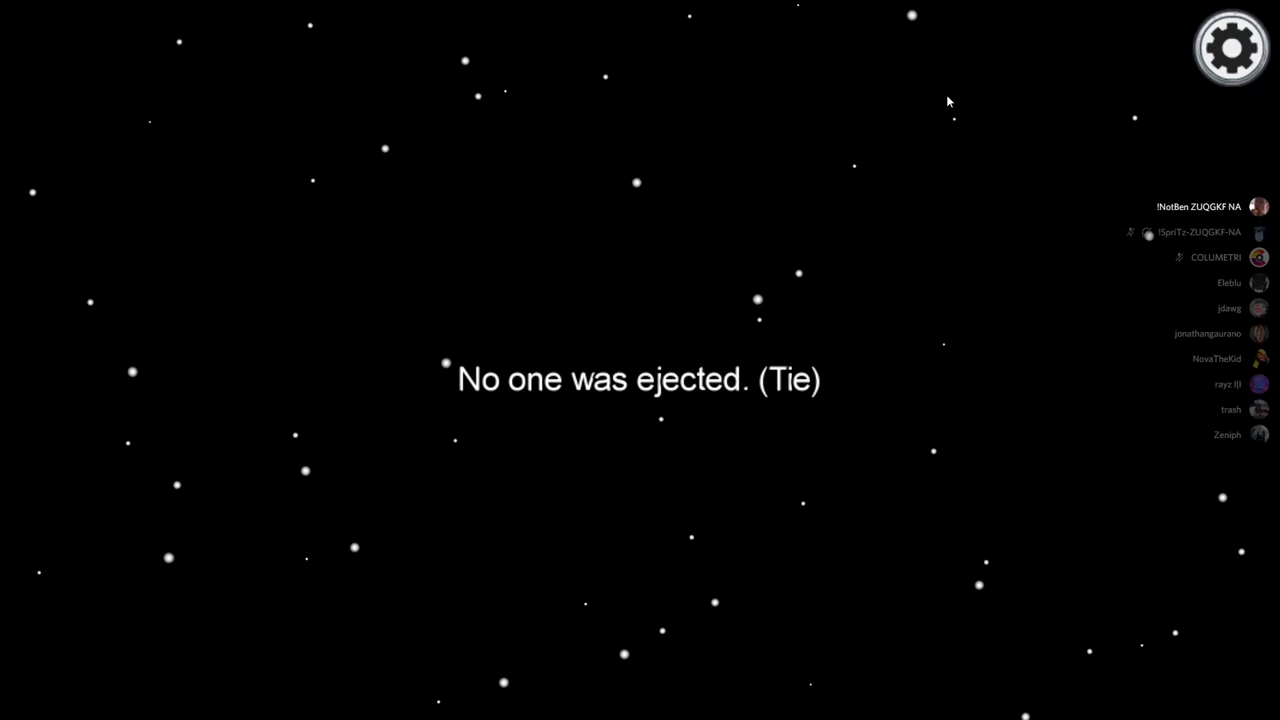 !NotBen ZUQGKF NA
!SpriTz-ZUQGKF-NA
COLUMETRI
Eleblu
jdawg
jonathangaurano
NovaTheKid
No one was ejected. (Tie)
rayz l|l
trash
Zeniph